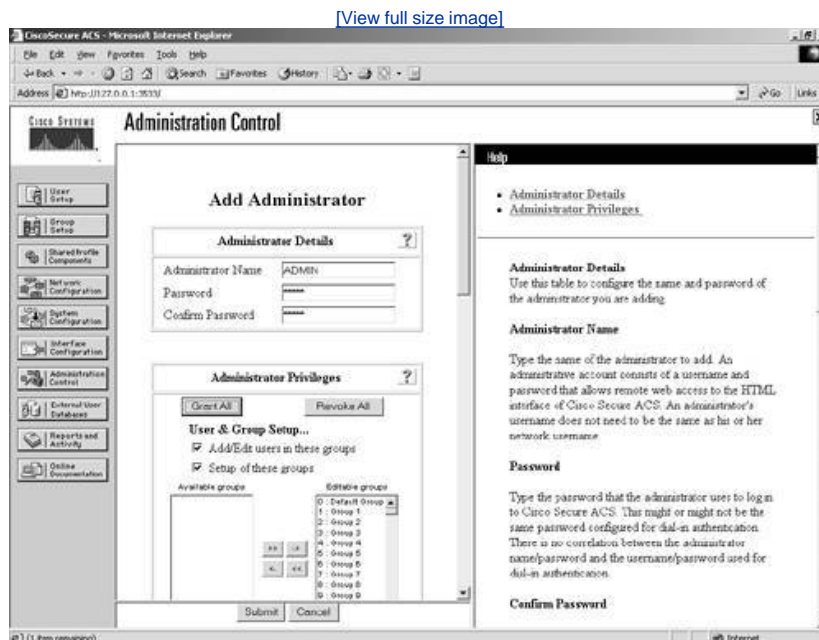 [View full size image]
CiscoSecure ACS - Microsoft Internet Explorer
File Edit View Favorites Tools Help
Back Search Favorites History
Address http://127.0.0.1:3533/ Go Links
CISCO SYSTEMS
Administration Control
User Setup
Group Setup
Shared Profile Components
Network Configuration
System Configuration
Interface Configuration
Administration Control
External User Databases
Reports and Activity
Online Documentation
Add Administrator
Administrator Details ?
Administrator Name ADMIN
Password *****
Confirm Password *****
Administrator Privileges ?
Grant All Revoke All
User & Group Setup...
Add/Edit users in these groups
Setup of these groups
Available groups Editable groups
0 : Default Group
1 : Group 1
2 : Group 2
3 : Group 3
4 : Group 4
5 : Group 5
6 : Group 6
7 : Group 7
8 : Group 8
9 : Group 9
>> -> 
<- <<
Submit Cancel
Help
Administrator Details
Administrator Privileges
Administrator Details
Use this table to configure the name and password of
the administrator you are adding.
Administrator Name
Type the name of the administrator to add. An
administrative account consists of a username and
password that allows remote web access to the HTML
interface of Cisco Secure ACS. An administrator's
username does not need to be the same as his or her
network username.
Password
Type the password that the administrator uses to log in
to Cisco Secure ACS. This might or might not be the
same password configured for dial-in authentication.
There is no correlation between the administrator
name/password and the username/password used for
dial-in authentication.
Confirm Password
(1 item remaining) Internet